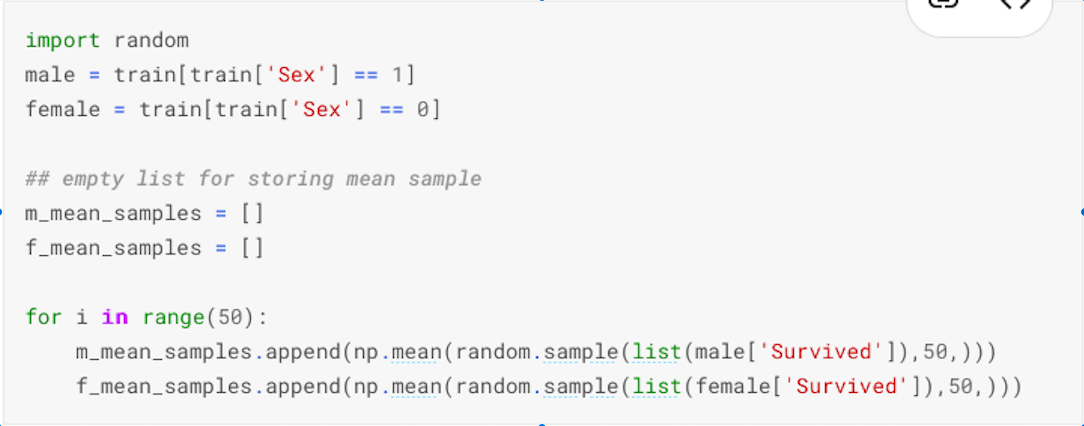 import random
male = train[train['Sex'] == 1]
female = train[train['Sex'] == 0]
## empty list for storing mean sample
m_mean_samples = []
f_mean_samples = []
for i in range(50):
    m_mean_samples.append(np.mean(random.sample(list(male['Survived']),50,)))
    f_mean_samples.append(np.mean(random.sample(list(female['Survived']),50,)))